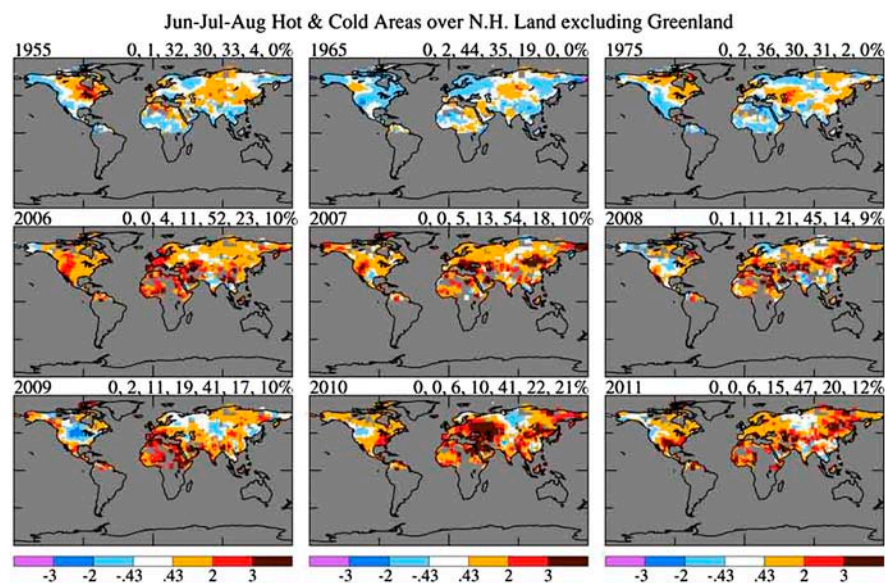 Jun-Jul-Aug Hot & Cold Areas over N.H. Land excluding Greenland
1955 0, 1, 32, 30, 33, 4, 0%
1965 0, 2, 44, 35, 19, 0, 0%
1975 0, 2, 36, 30, 31, 2, 0%
2006 0, 0, 4, 11, 52, 23, 10%
2007 0, 0, 5, 13, 54, 18, 10%
2008 0, 1, 11, 21, 45, 14, 9%
2009 0, 2, 11, 19, 41, 17, 10%
2010 0, 0, 6, 10, 41, 22, 21%
2011 0, 0, 6, 15, 47, 20, 12%
-3 -2 -.43 .43 2 3
-3 -2 -.43 .43 2 3
-3 -2 -.43 .43 2 3